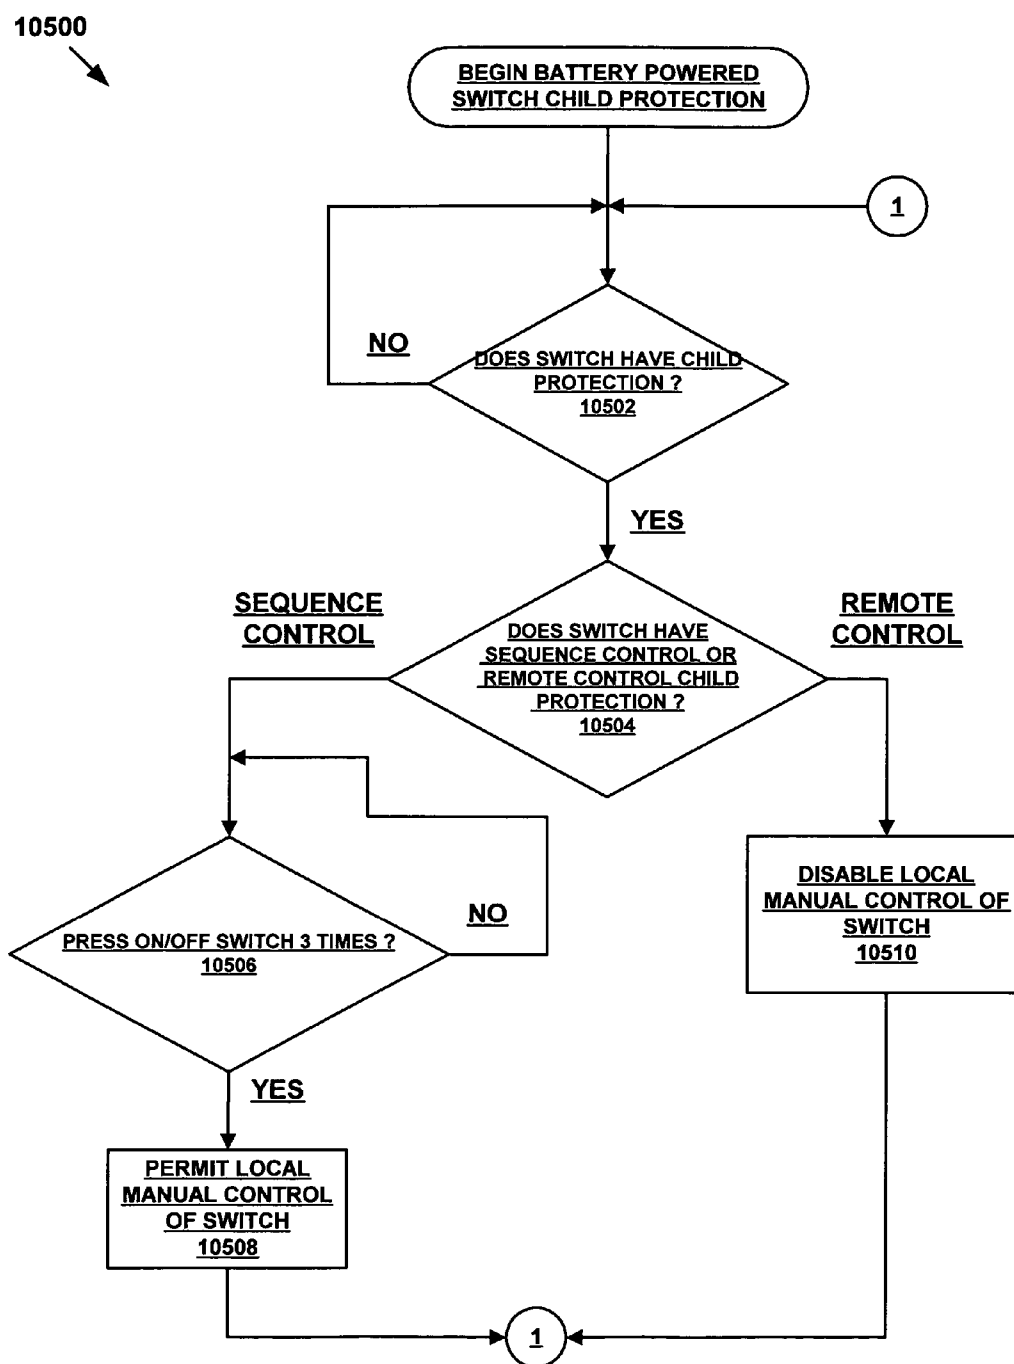 10500
BEGIN BATTERY POWERED
SWITCH CHILD PROTECTION
1
NO
DOES SWITCH HAVE CHILD
PROTECTION ?
10502
YES
SEQUENCE
CONTROL
REMOTE
CONTROL
DOES SWITCH HAVE
SEQUENCE CONTROL OR
REMOTE CONTROL CHILD
PROTECTION ?
10504
PRESS ON/OFF SWITCH 3 TIMES ?
10506
NO
DISABLE LOCAL
MANUAL CONTROL OF
SWITCH
10510
YES
PERMIT LOCAL
MANUAL CONTROL
OF SWITCH
10508
1